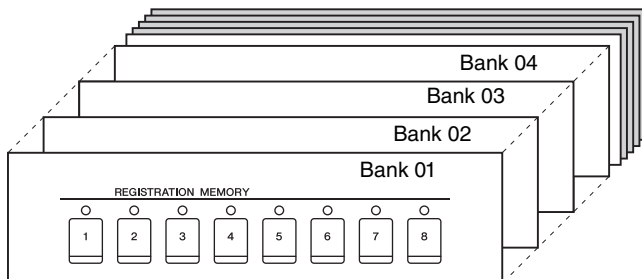 Bank 04
Bank 03
Bank 02
Bank 01
REGISTRATION MEMORY
1 2 3 4 5 6 7 8